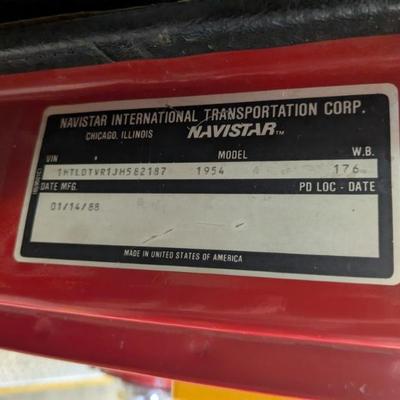 NAVISTAR INTERNATIONAL TRANSPORTATION CORP.
CHICAGO, ILLINOIS NAVISTAR™
VIN MODEL W.B.
1HTLDTVR1JH582187 1954 176
DATE MFG. PD LOC - DATE
01/14/88
MADE IN UNITED STATES OF AMERICA